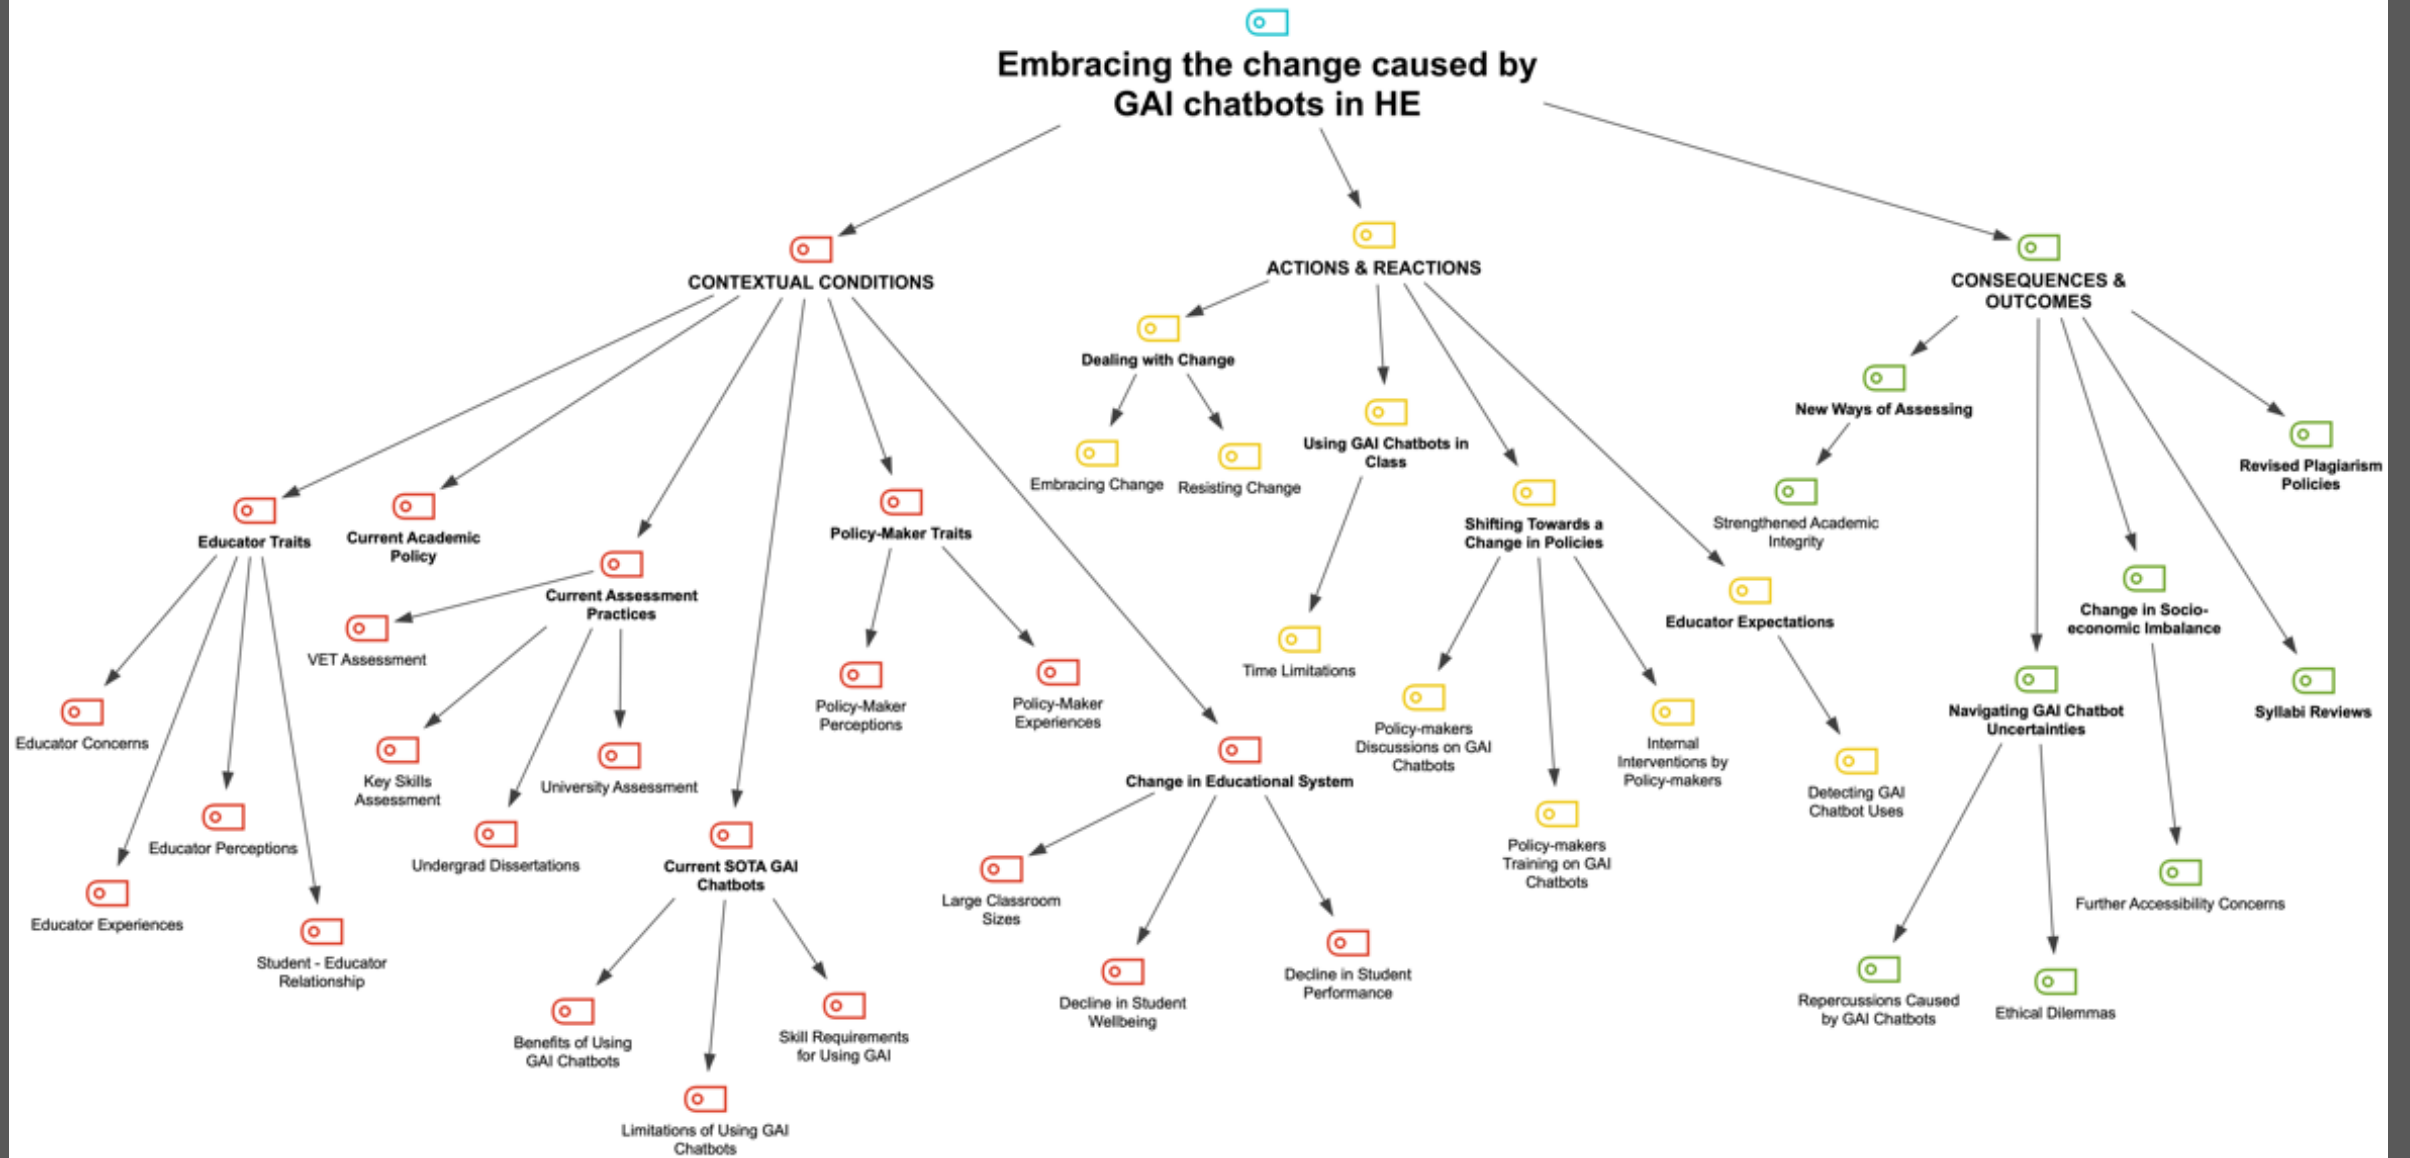 Embracing the change caused by
GAI chatbots in HE
CONTEXTUAL CONDITIONS
ACTIONS & REACTIONS
CONSEQUENCES &
OUTCOMES
Dealing with Change
Embracing Change
Resisting Change
Using GAI Chatbots in
Class
Time Limitations
Shifting Towards a
Change in Policies
Policy-makers
Discussions on GAI
Chatbots
Policy-makers
Training on GAI
Chatbots
Internal
Interventions by
Policy-makers
Educator Expectations
Detecting GAI
Chatbot Uses
New Ways of Assessing
Strengthened Academic
Integrity
Revised Plagiarism
Policies
Change in Socio-
economic Imbalance
Further Accessibility Concerns
Syllabi Reviews
Navigating GAI Chatbot
Uncertainties
Repercussions Caused
by GAI Chatbots
Ethical Dilemmas
Educator Traits
Educator Concerns
Educator Experiences
Educator Perceptions
Student - Educator
Relationship
Current Academic
Policy
Current Assessment
Practices
VET Assessment
Key Skills
Assessment
Undergrad Dissertations
University Assessment
Current SOTA GAI
Chatbots
Benefits of Using
GAI Chatbots
Limitations of Using GAI
Chatbots
Skill Requirements
for Using GAI
Policy-Maker Traits
Policy-Maker
Perceptions
Policy-Maker
Experiences
Change in Educational System
Large Classroom
Sizes
Decline in Student
Wellbeing
Decline in Student
Performance